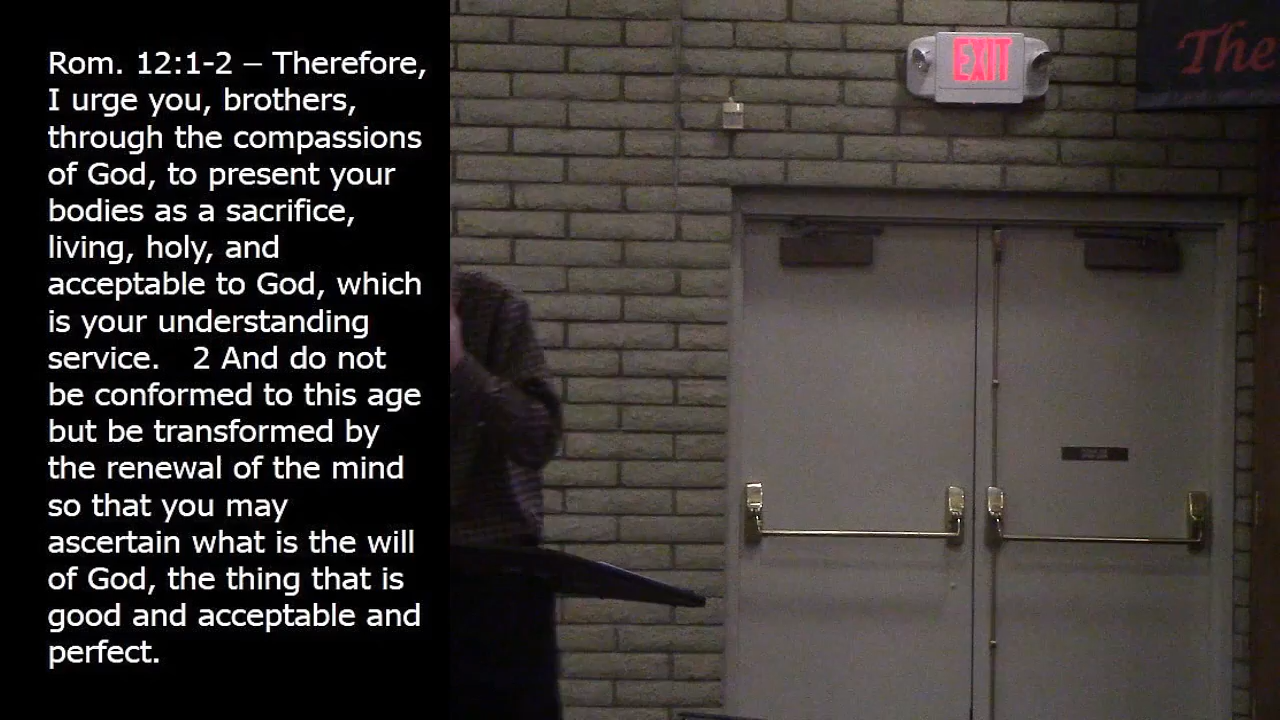 Rom. 12:1-2 – Therefore,
I urge you, brothers,
through the compassions
of God, to present your
bodies as a sacrifice,
living, holy, and
acceptable to God, which
is your understanding
service.   2 And do not
be conformed to this age
but be transformed by
the renewal of the mind
so that you may
ascertain what is the will
of God, the thing that is
good and acceptable and
perfect.
EXIT
The